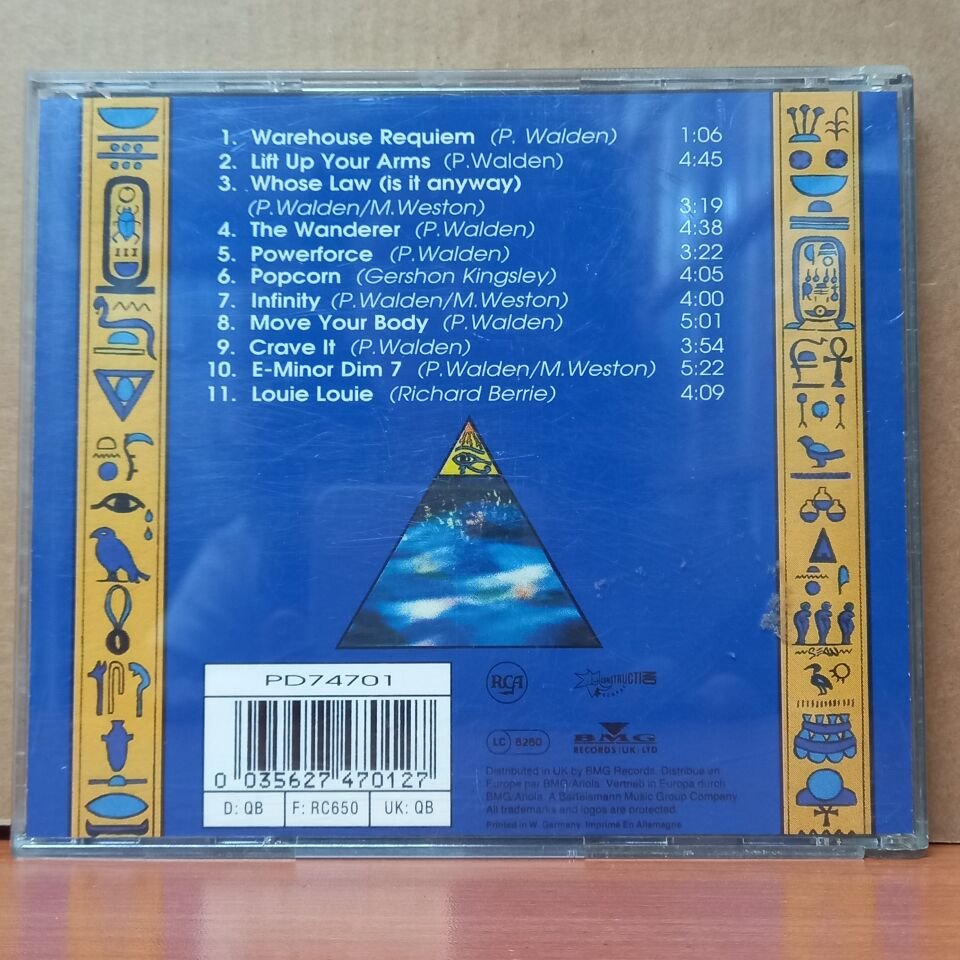 1. Warehouse Requiem (P. Walden) 1:06
2. Lift Up Your Arms (P.Walden) 4:45
3. Whose Law (is it anyway)
(P.Walden/M.Weston) 3:19
4. The Wanderer (P.Walden) 4:38
5. Powerforce (P.Walden) 3:22
6. Popcorn (Gershon Kingsley) 4:05
7. Infinity (P.Walden/M.Weston) 4:00
8. Move Your Body (P.Walden) 5:01
9. Crave It (P.Walden) 3:54
10. E-Minor Dim 7 (P.Walden/M.Weston) 5:22
11. Louie Louie (Richard Berrie) 4:09
SEAN
PD74701
0 035627 470127
D: QB F: RC650 UK: QB
RCA
LC 8260
BMG
RECORDS (UK) LTD
Distributed in UK by BMG Records. Distribue en
Europe par BMG/Ariola. Vertrieb in Europa durch
BMG/Ariola. A Bertelsmann Music Group Company.
All trademarks and logos are protected.
Printed in W. Germany. Imprimé En Allemagne